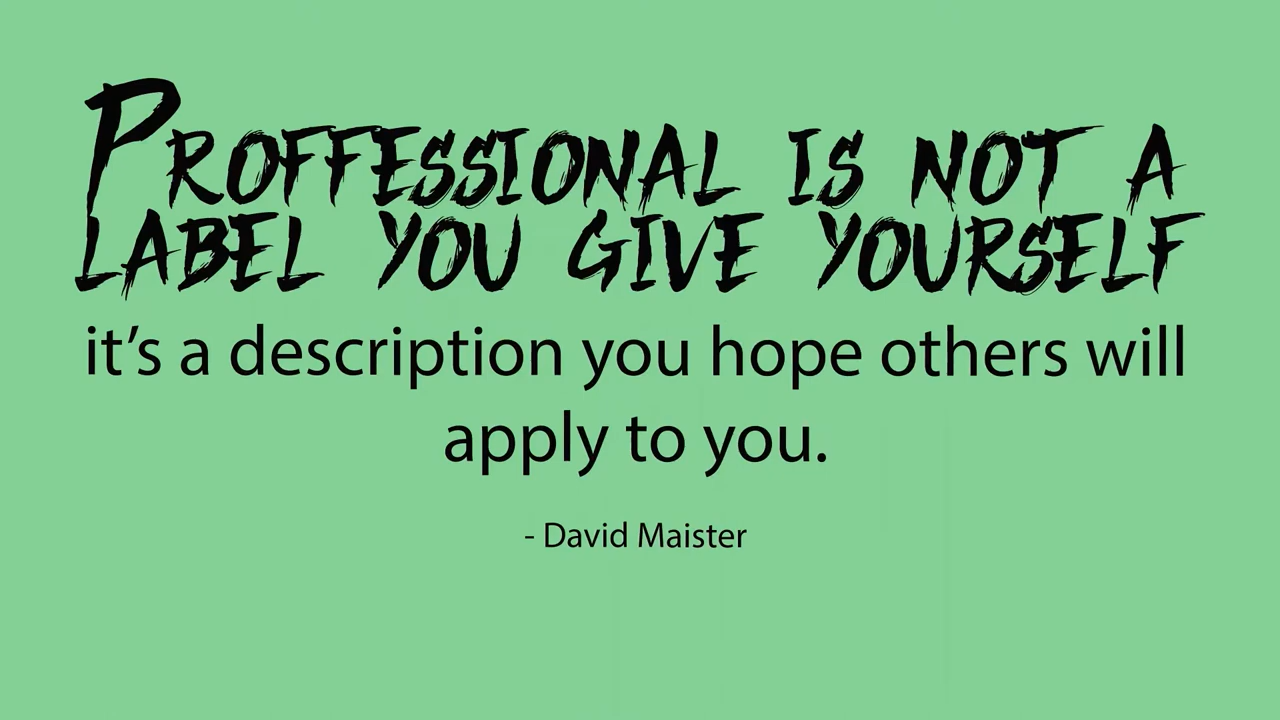 Proffessional is not a
label you give yourself
it's a description you hope others will
apply to you.
- David Maister